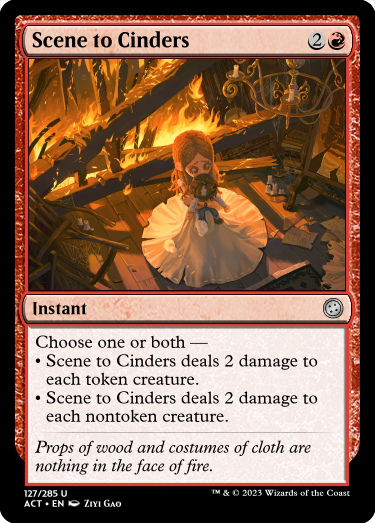 Scene to Cinders 2
Instant
Choose one or both —
• Scene to Cinders deals 2 damage to
each token creature.
• Scene to Cinders deals 2 damage to
each nontoken creature.
Props of wood and costumes of cloth are
nothing in the face of fire.
127/285 U ™ & © 2023 Wizards of the Coast
ACT • EN Ziyi Gao